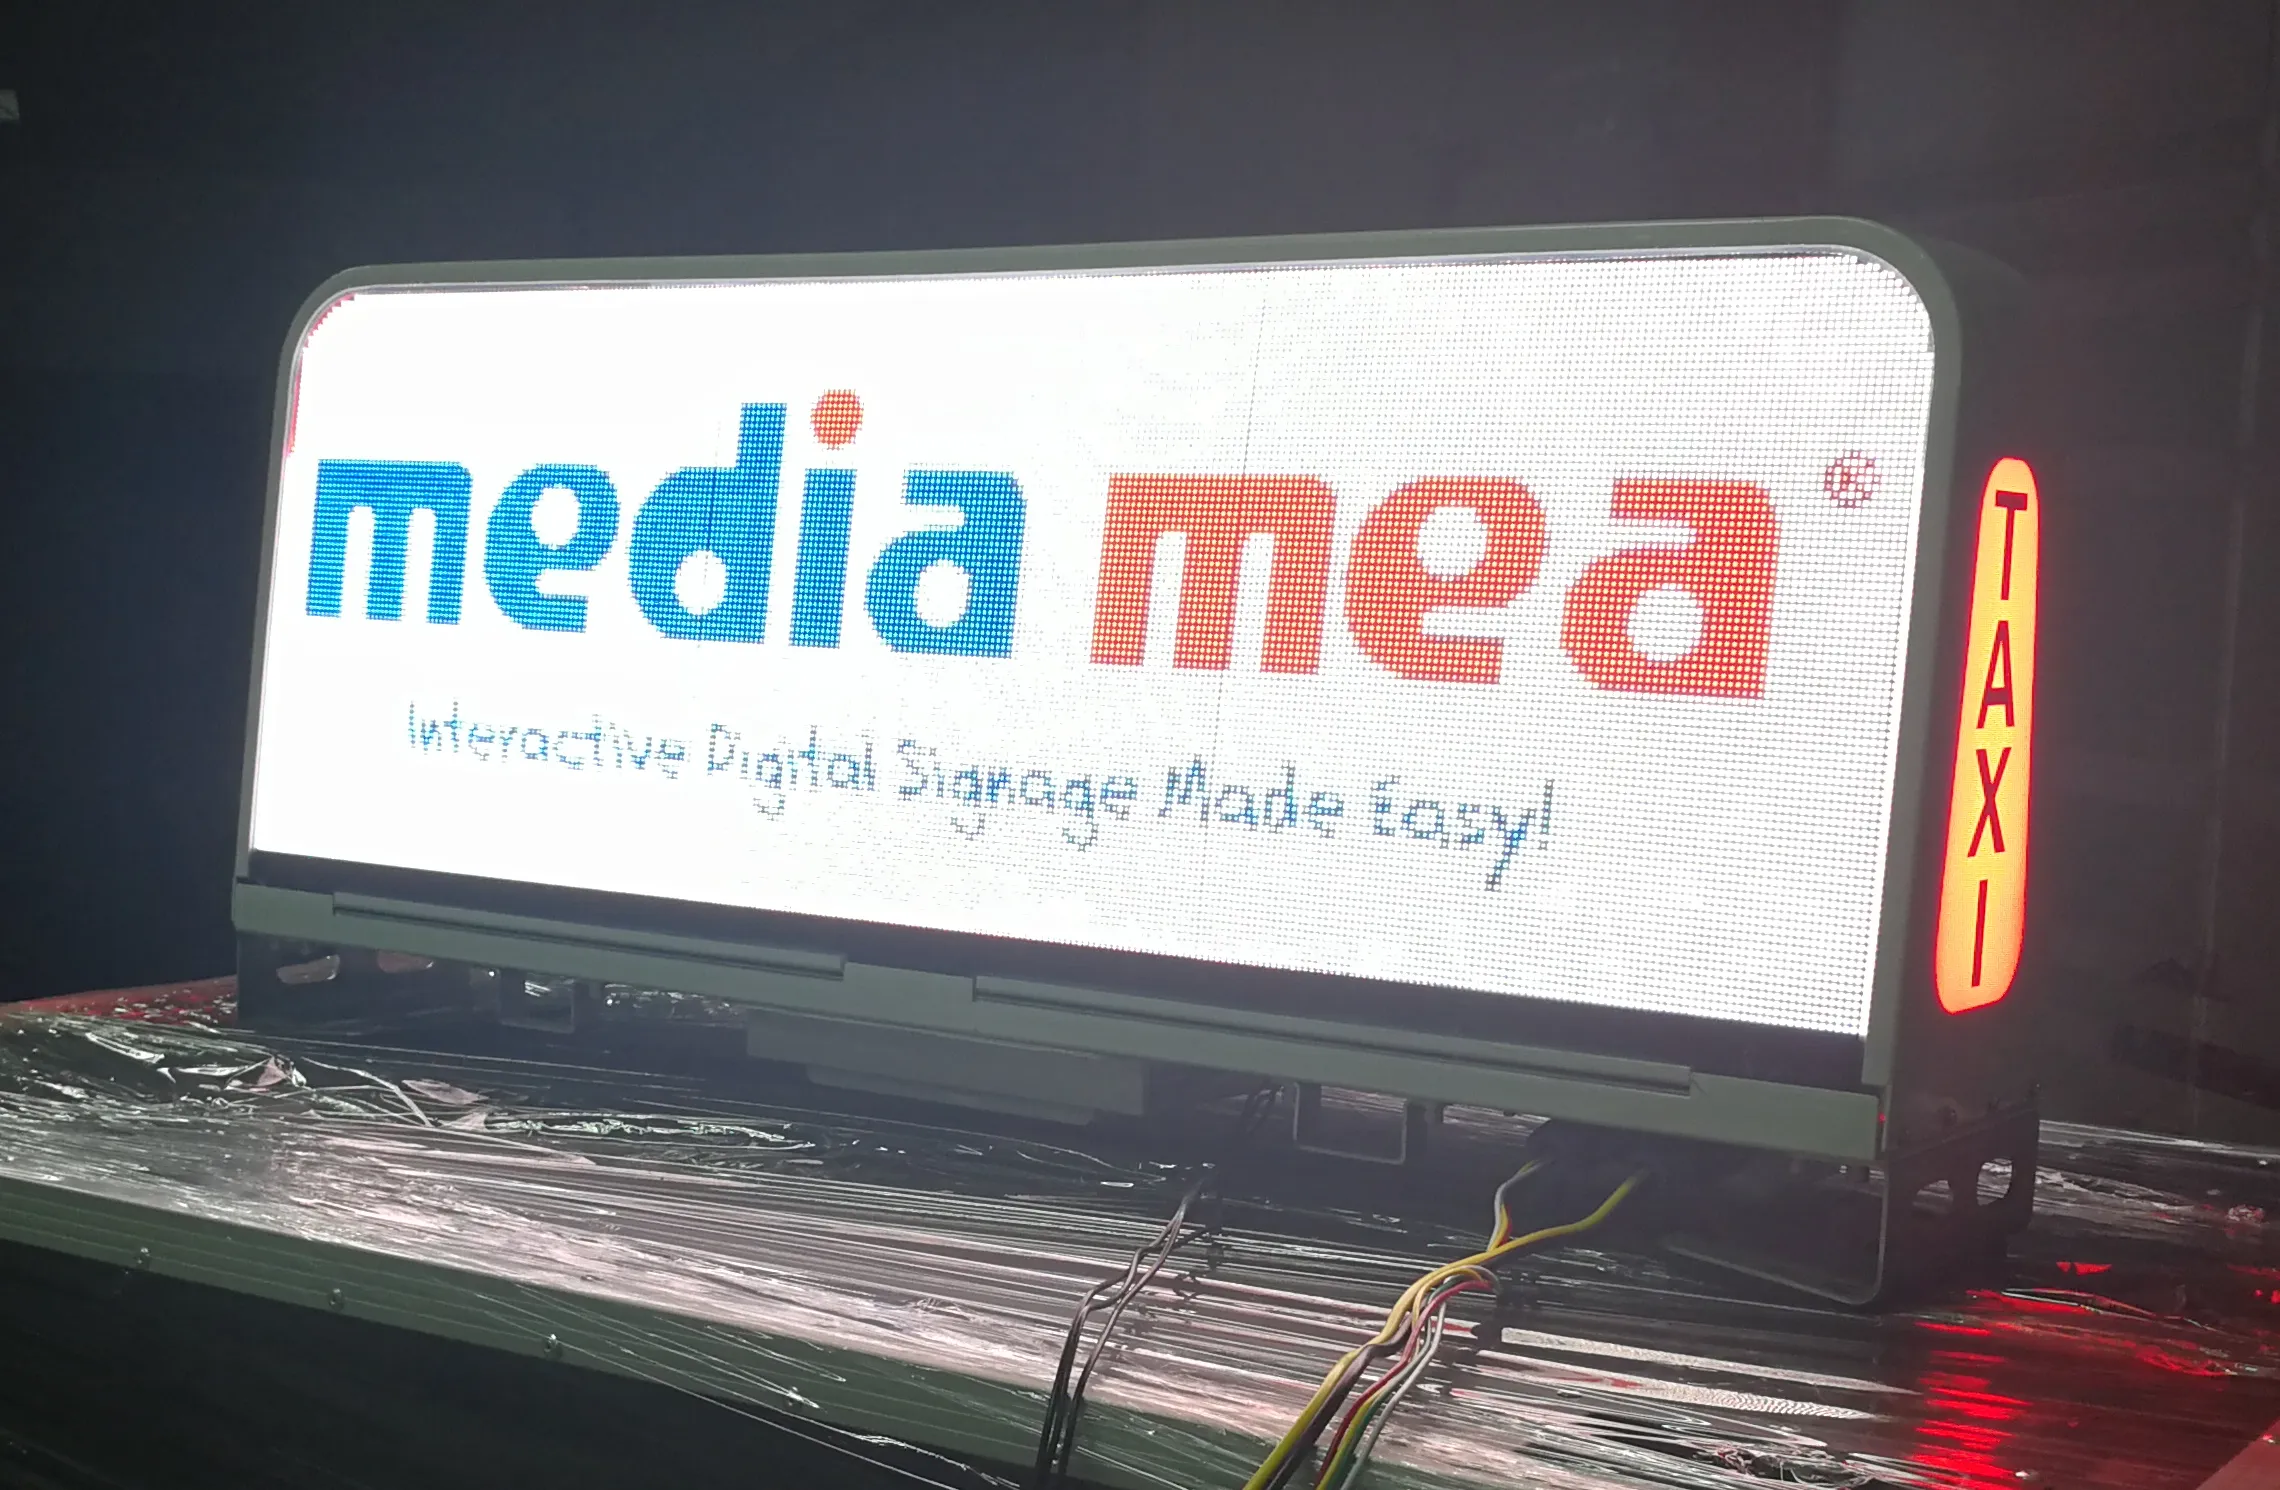 media mea ®
Interactive Digital Signage Made Easy!
TAXI